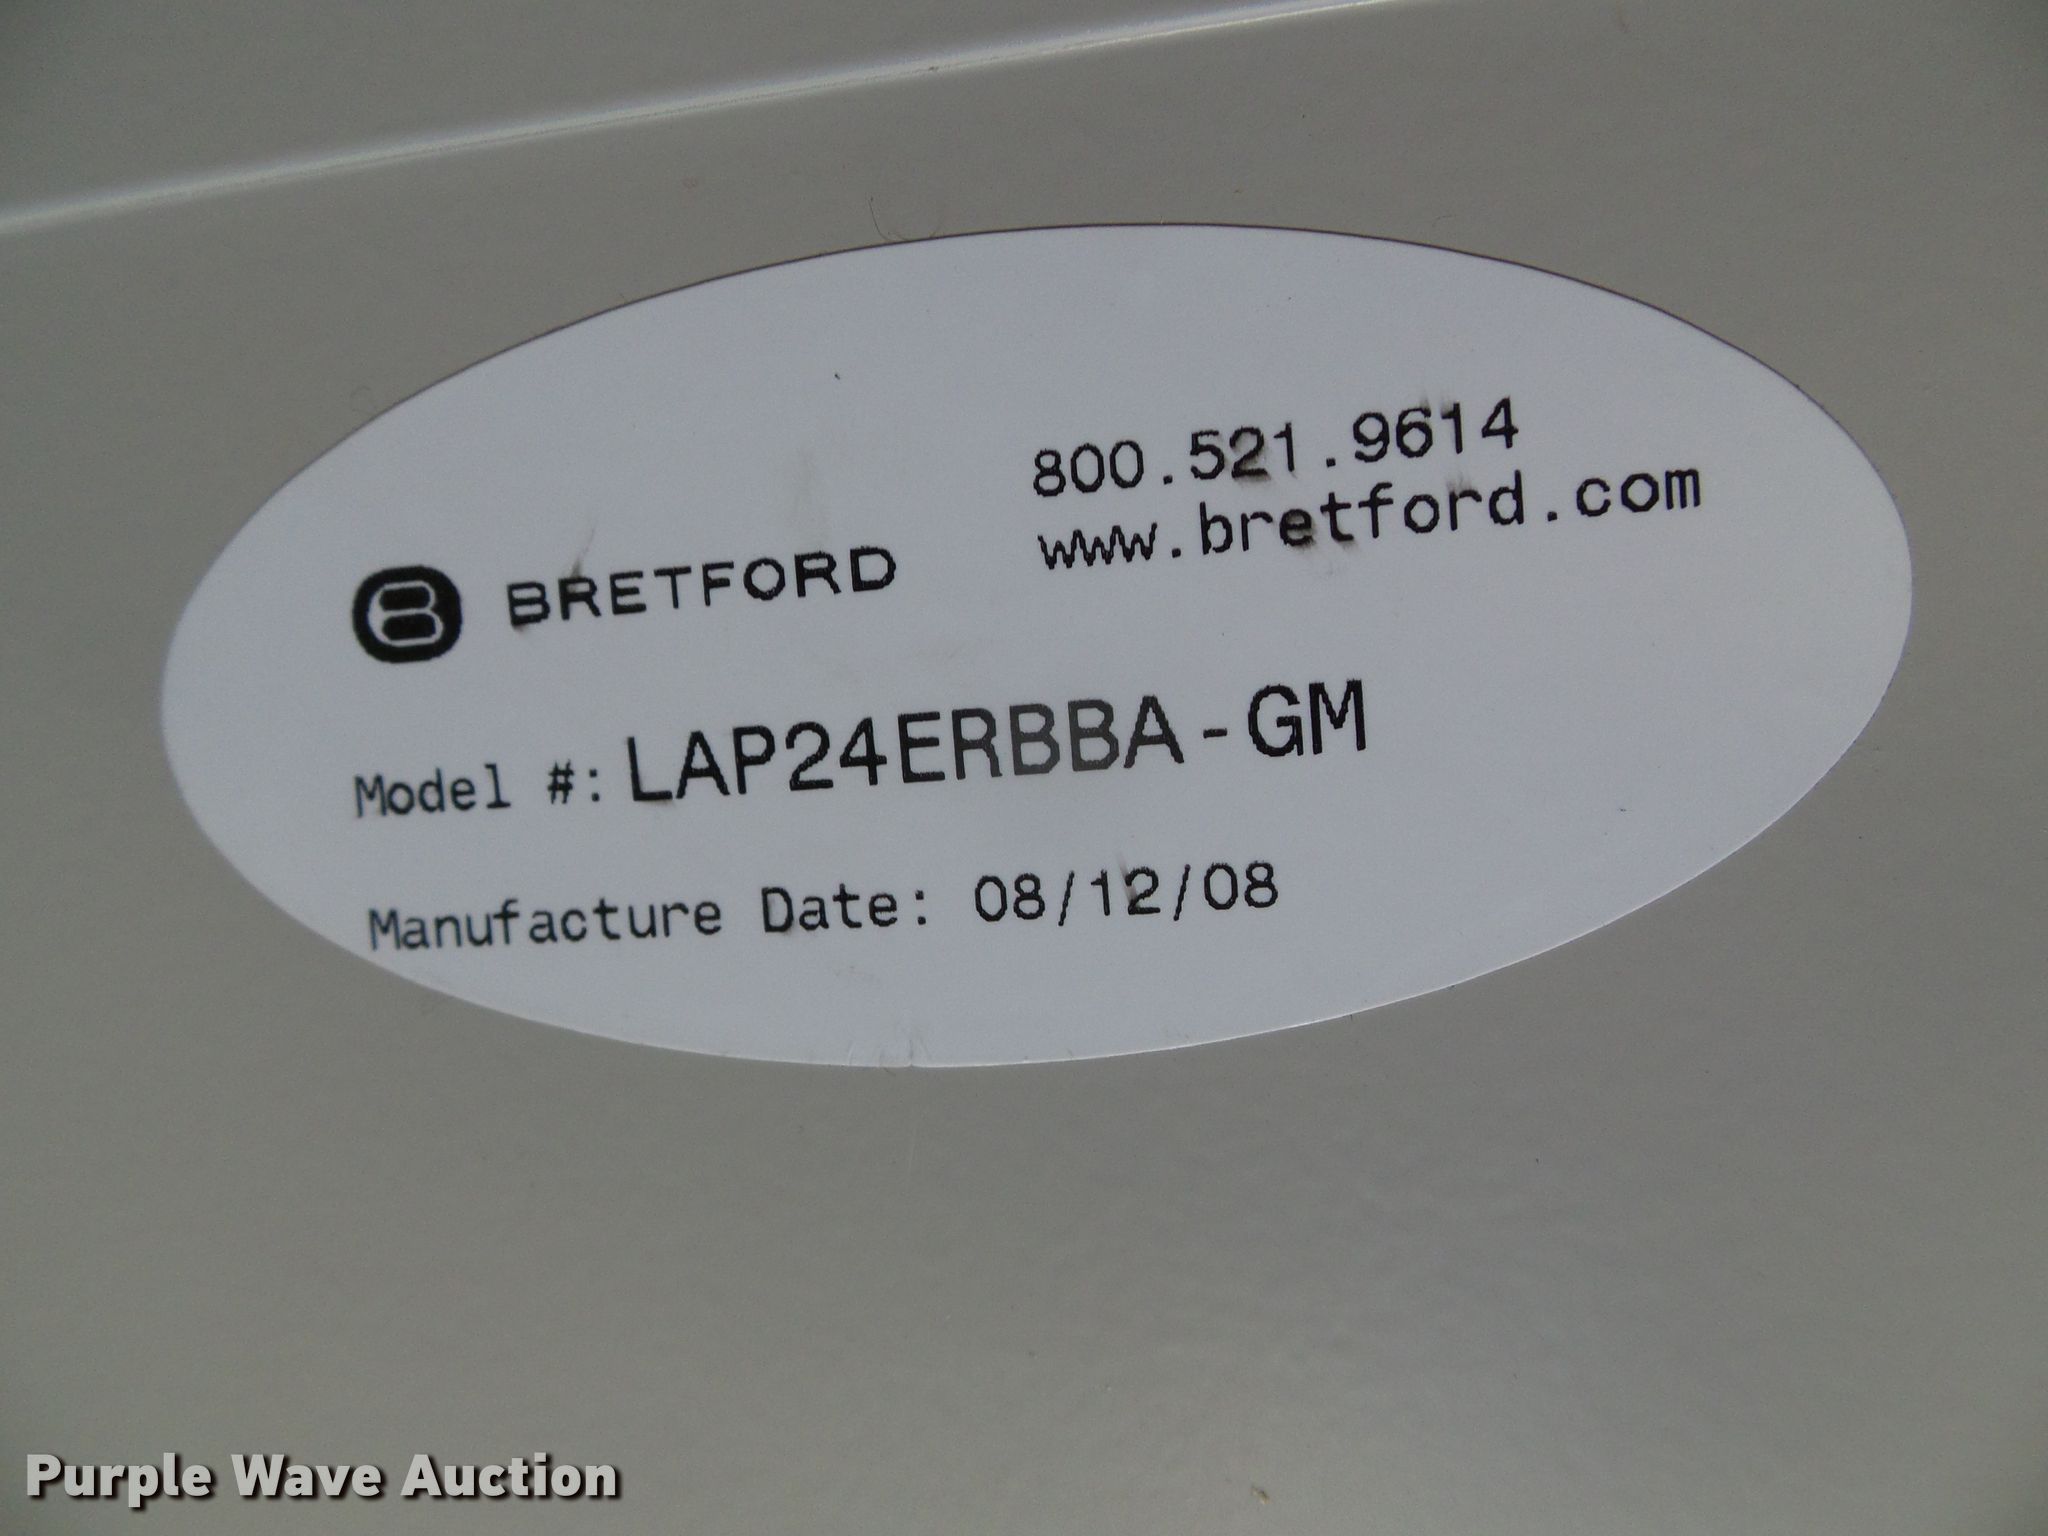 800.521.9614
www.bretford.com
B BRETFORD
Model #: LAP24ERBBA-GM
Manufacture Date: 08/12/08
Purple Wave Auction